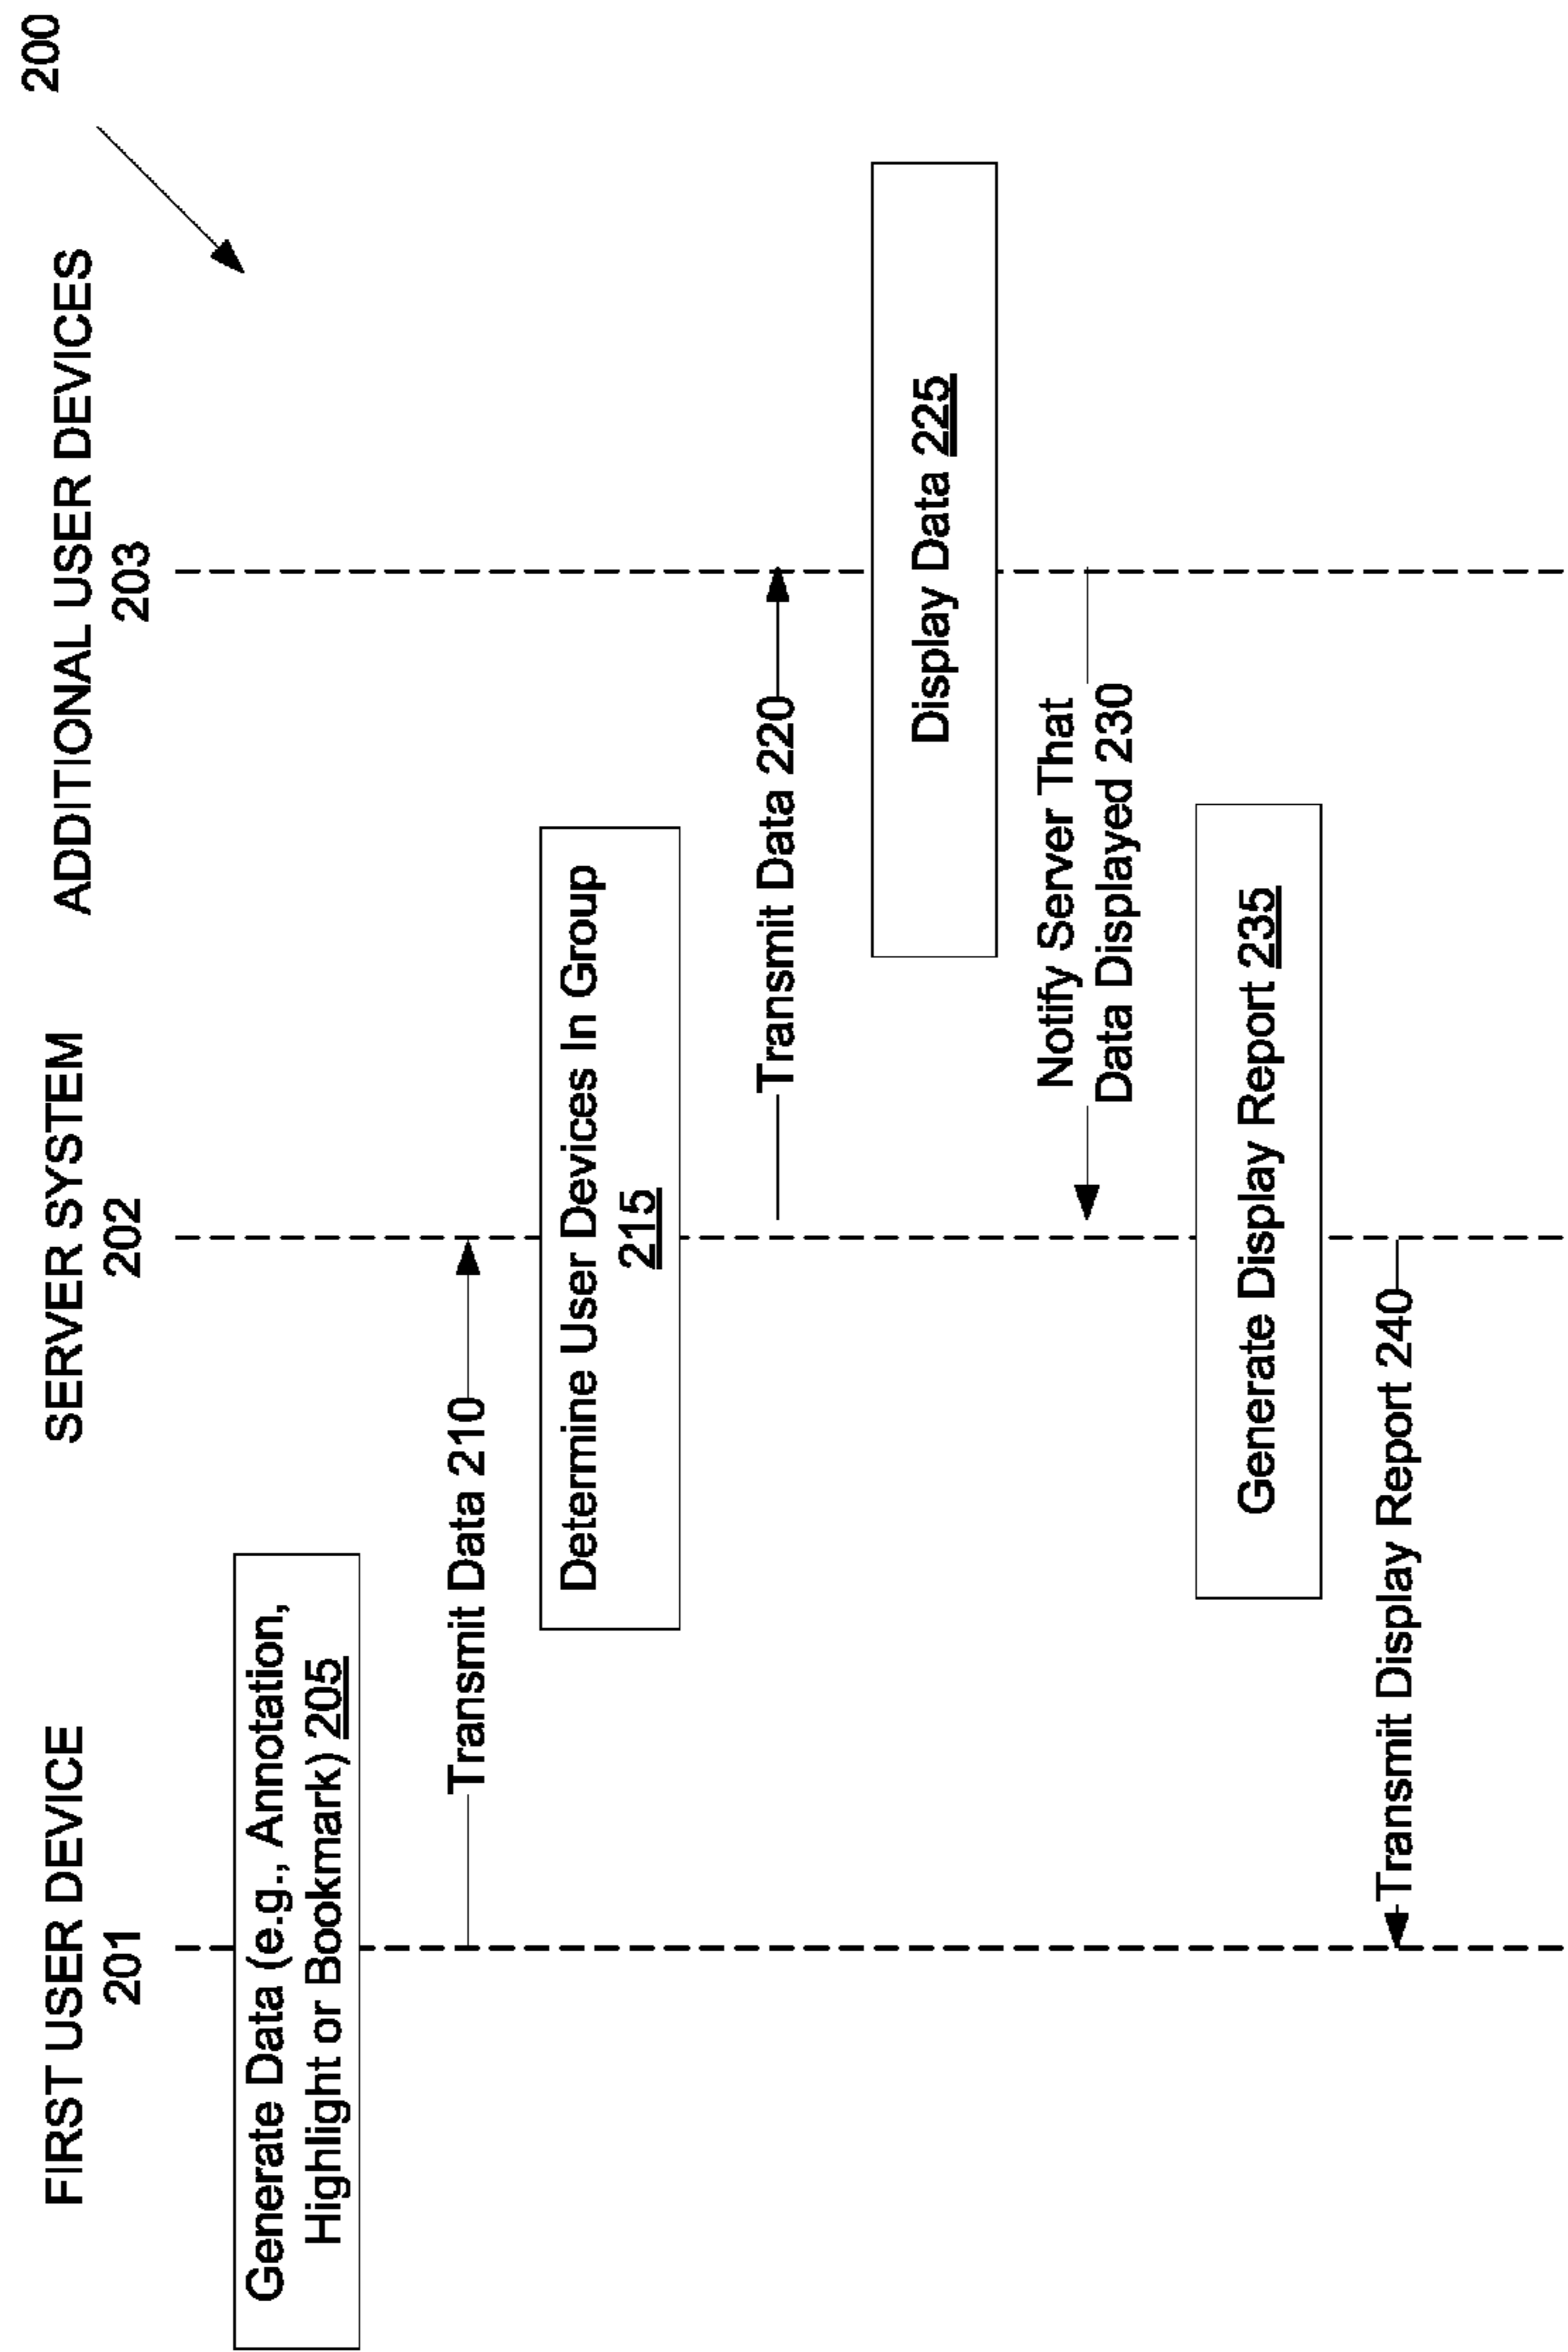 200
FIRST USER DEVICE
201
SERVER SYSTEM
202
ADDITIONAL USER DEVICES
203
Generate Data (e.g., Annotation,
Highlight or Bookmark) 205
Transmit Data 210
Determine User Devices In Group
215
Transmit Data 220
Display Data 225
Notify Server That
Data Displayed 230
Generate Display Report 235
Transmit Display Report 240